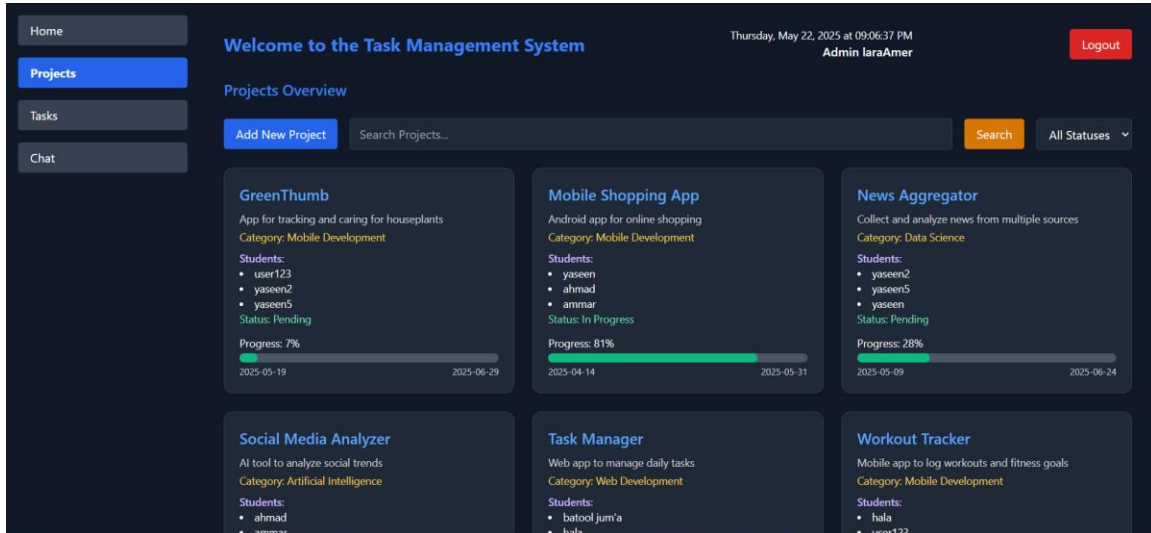 Home
Projects
Tasks
Chat
Welcome to the Task Management System
Thursday, May 22, 2025 at 09:06:37 PM
Admin laraAmer
Logout
Projects Overview
Add New Project
Search Projects...
Search
All Statuses
GreenThumb
App for tracking and caring for houseplants
Category: Mobile Development
Students:
• user123
• yaseen2
• yaseen5
Status: Pending
Progress: 7%
2025-05-19 2025-06-29
Mobile Shopping App
Android app for online shopping
Category: Mobile Development
Students:
• yaseen
• ahmad
• ammar
Status: In Progress
Progress: 81%
2025-04-14 2025-05-31
News Aggregator
Collect and analyze news from multiple sources
Category: Data Science
Students:
• yaseen2
• yaseen5
• yaseen
Status: Pending
Progress: 28%
2025-05-09 2025-06-24
Social Media Analyzer
AI tool to analyze social trends
Category: Artificial Intelligence
Students:
• ahmad
• ammar
Task Manager
Web app to manage daily tasks
Category: Web Development
Students:
• batool jum'a
• hala
Workout Tracker
Mobile app to log workouts and fitness goals
Category: Mobile Development
Students:
• hala
• user123